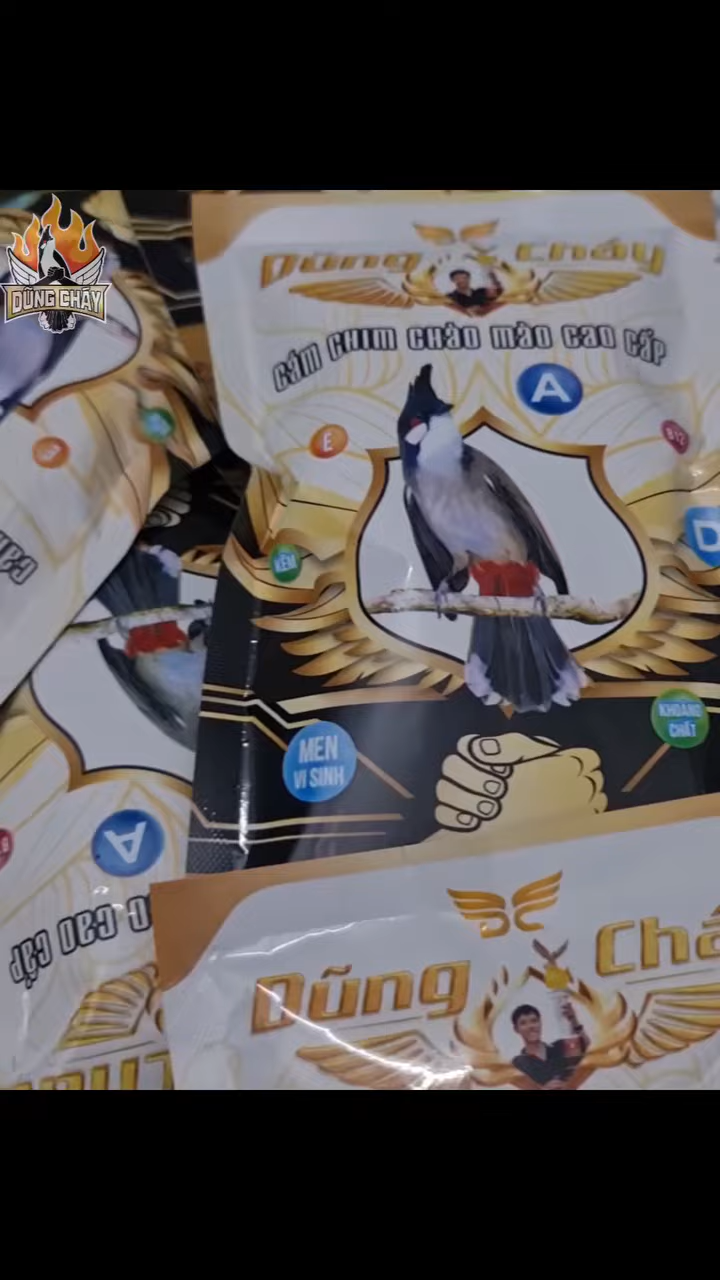 DŨNG CHÁY
Dũng Cháy
CÁM CHIM CHÀO MÀO CAO CẤP
A
E
B12
D
KẼM
KHOÁNG
CHẤT
MEN
VI SINH
A
CAO CẤP
DC
Dũng